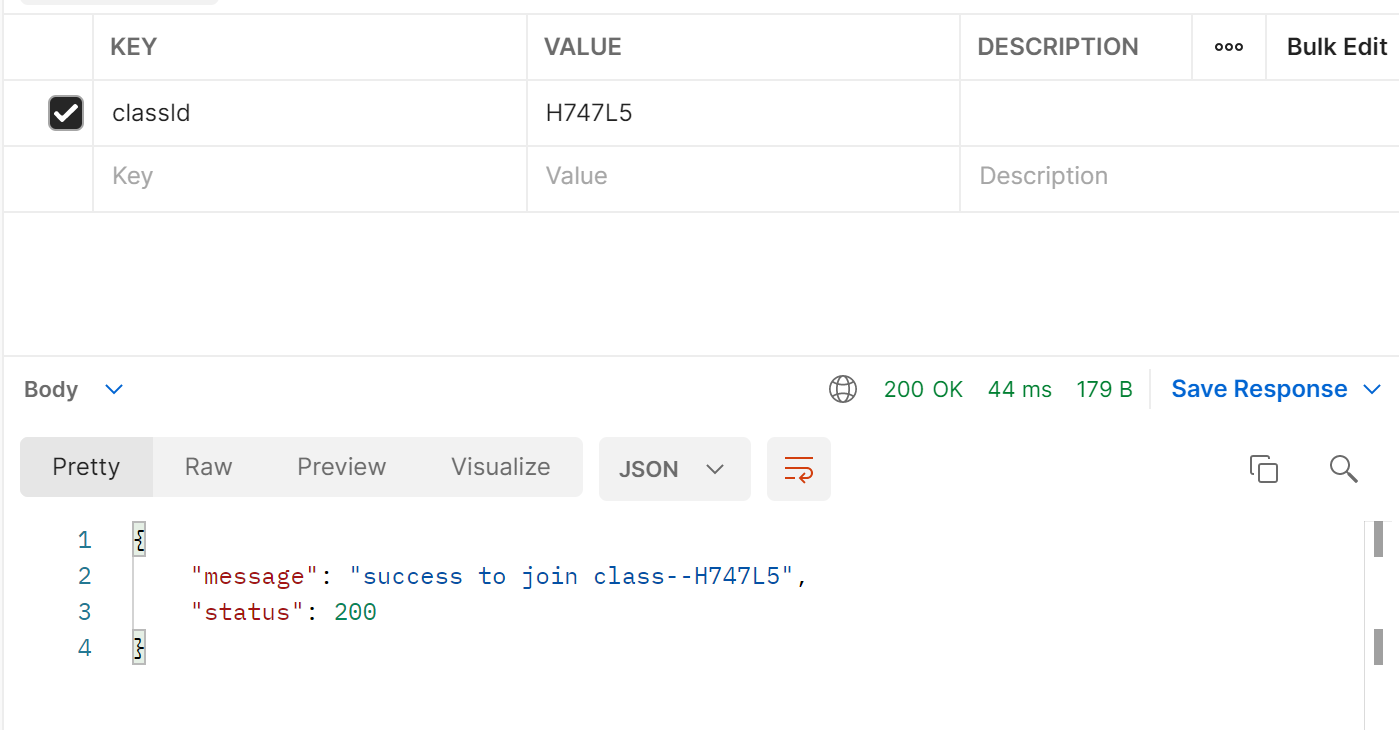 KEY VALUE DESCRIPTION ooo Bulk Edit
classId H747L5
Key Value Description
Body 200 OK 44 ms 179 B Save Response
Pretty Raw Preview Visualize JSON
1 {
2 "message": "success to join class--H747L5",
3 "status": 200
4 }